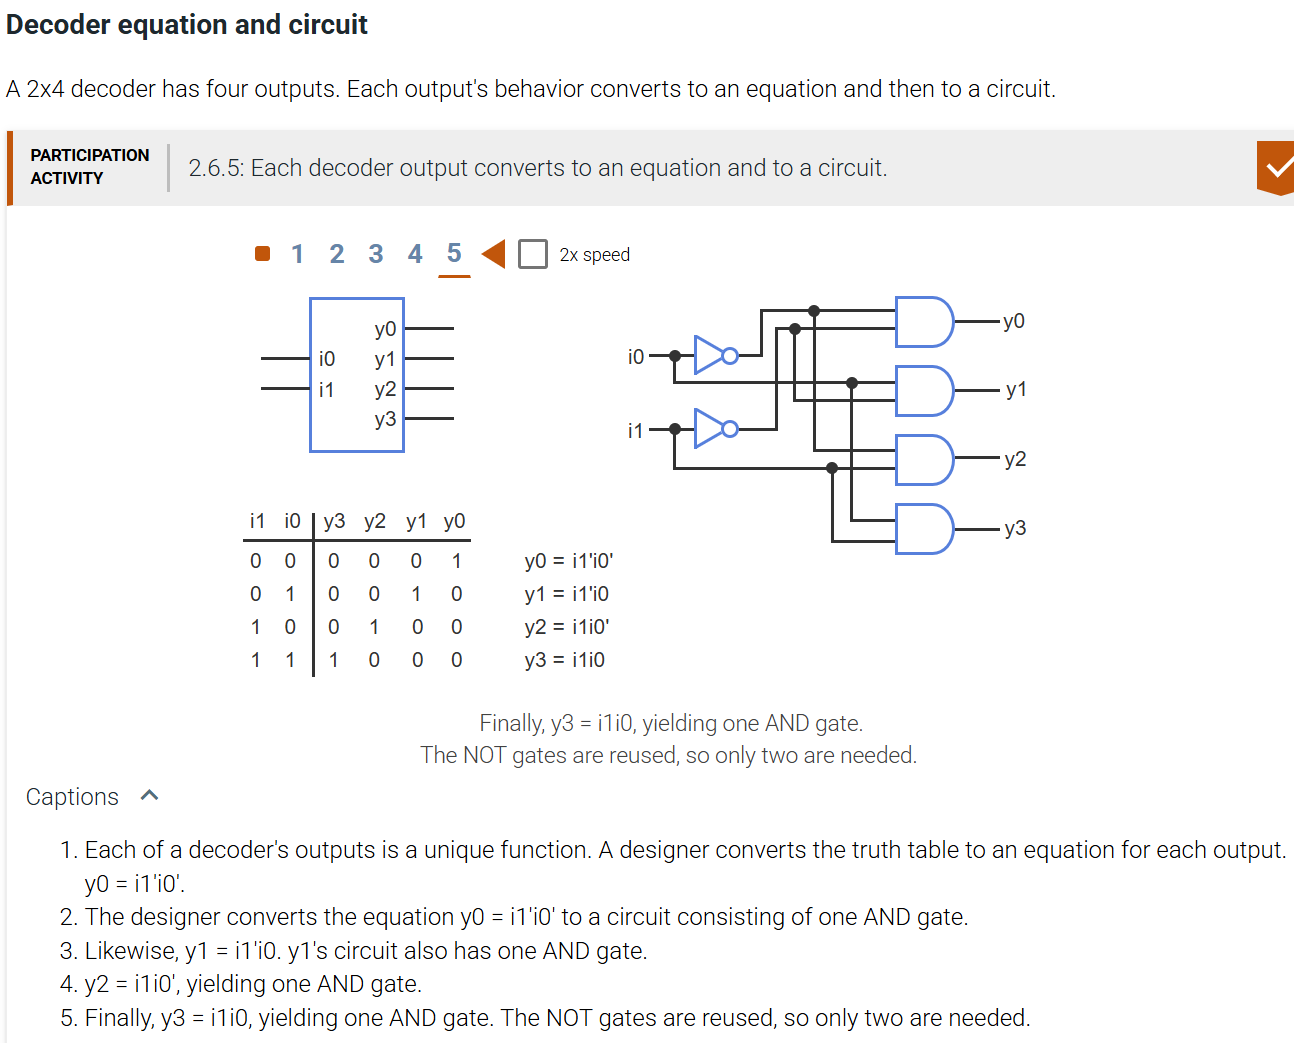 Decoder equation and circuit
A 2x4 decoder has four outputs. Each output's behavior converts to an equation and then to a circuit.
PARTICIPATION
ACTIVITY
2.6.5: Each decoder output converts to an equation and to a circuit.
1 2 3 4 5 2x speed
y0
i0 y1
i1 y2
y3
i0
i1
y0
y1
y2
y3
i1 i0 y3 y2 y1 y0
0 0 0 0 0 1 y0 = i1'i0'
0 1 0 0 1 0 y1 = i1'i0
1 0 0 1 0 0 y2 = i1i0'
1 1 1 0 0 0 y3 = i1i0
Finally, y3 = i1i0, yielding one AND gate.
The NOT gates are reused, so only two are needed.
Captions
1. Each of a decoder's outputs is a unique function. A designer converts the truth table to an equation for each output.
y0 = i1'i0'.
2. The designer converts the equation y0 = i1'i0' to a circuit consisting of one AND gate.
3. Likewise, y1 = i1'i0. y1's circuit also has one AND gate.
4. y2 = i1i0', yielding one AND gate.
5. Finally, y3 = i1i0, yielding one AND gate. The NOT gates are reused, so only two are needed.